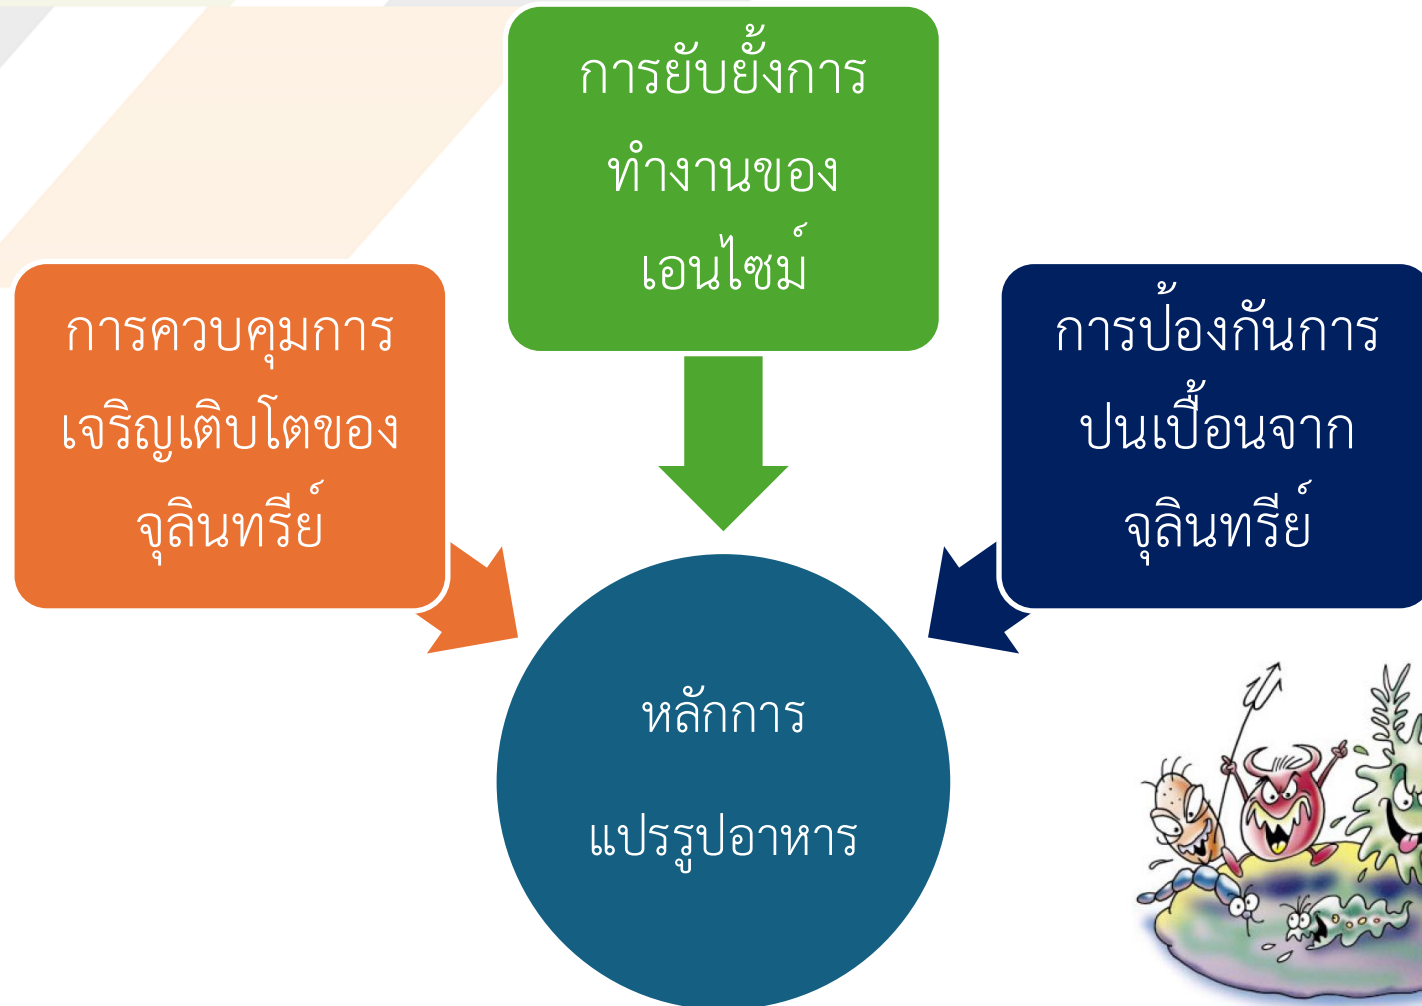 การยับยั้งการ
ทำงานของ
เอนไซม์
การควบคุมการ
เจริญเติบโตของ
จุลินทรีย์
การป้องกันการ
ปนเปื้อนจาก
จุลินทรีย์
หลักการ
แปรรูปอาหาร